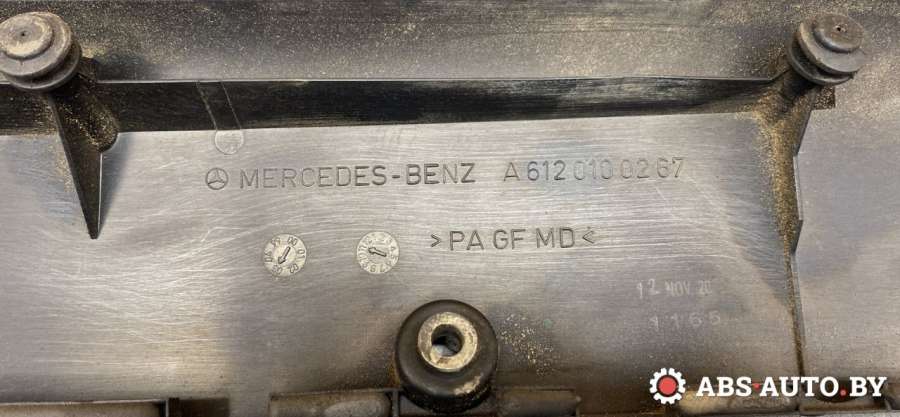 MERCEDES-BENZ A 612 010 02 67
>PA GF MD<
12 NOV 20
1165
ABS-AUTO.BY